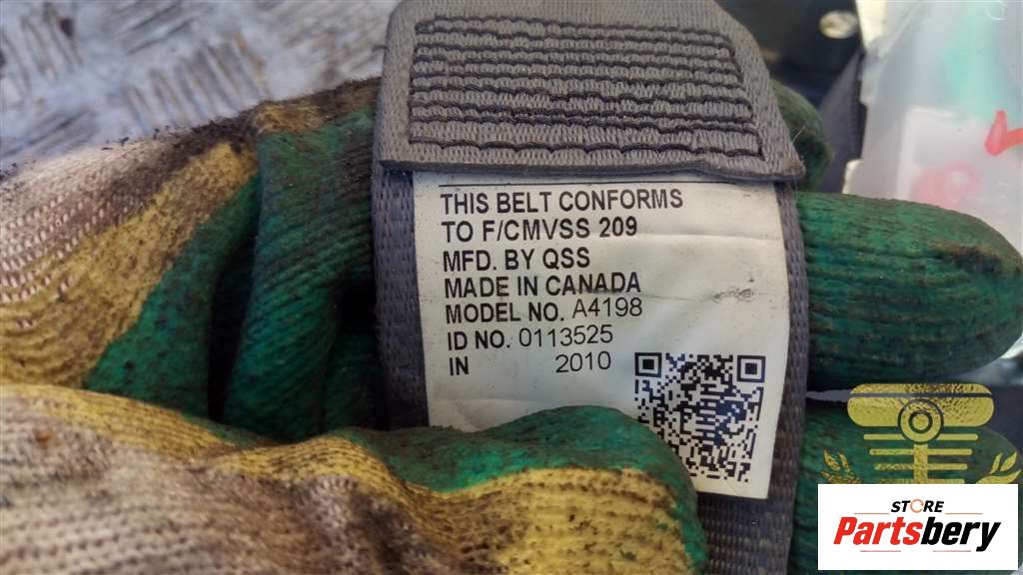 THIS BELT CONFORMS
TO F/CMVSS 209
MFD. BY QSS
MADE IN CANADA
MODEL NO. A4198
ID NO. 0113525
IN 2010
STORE
Partsbery